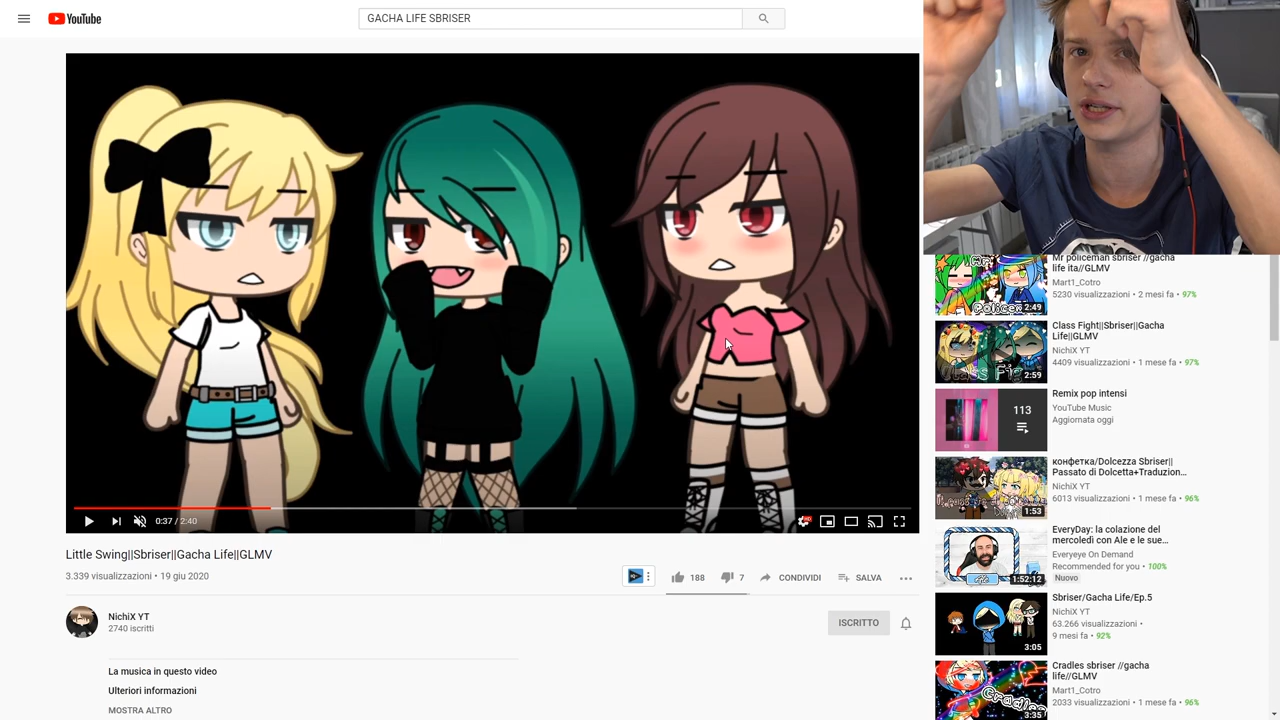 YouTube
GACHA LIFE SBRISER
0:37 / 2:40
HD
Little Swing||Sbriser||Gacha Life||GLMV
3.339 visualizzazioni • 19 giu 2020
188
7
CONDIVIDI
SALVA
NichiX YT
2740 iscritti
ISCRITTO
La musica in questo video
Ulteriori informazioni
MOSTRA ALTRO
2:49
Mr policeman sbriser //gacha
life ita//GLMV
Mart1_Cotro
5230 visualizzazioni • 2 mesi fa • 97%
2:59
Class Fight||Sbriser||Gacha
Life||GLMV
NichiX YT
4409 visualizzazioni • 1 mese fa • 97%
113
Remix pop intensi
YouTube Music
Aggiornata oggi
1:53
конфетка/Dolcezza Sbriser||
Passato di Dolcetta+Traduzion…
NichiX YT
6013 visualizzazioni • 1 mese fa • 96%
1:52:12
EveryDay: la colazione del
mercoledì con Ale e le sue…
Everyeye On Demand
Recommended for you • 100%
Nuovo
3:05
Sbriser/Gacha Life/Ep.5
NichiX YT
63.266 visualizzazioni •
9 mesi fa • 92%
Cradles
3:35
Cradles sbriser //gacha
life//GLMV
Mart1_Cotro
2033 visualizzazioni • 1 mese fa • 96%